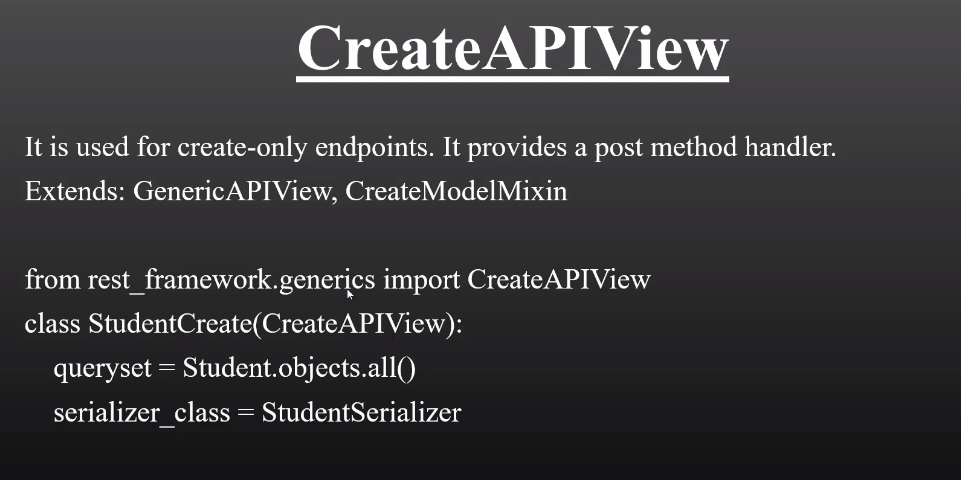 CreateAPIView
It is used for create-only endpoints. It provides a post method handler.
Extends: GenericAPIView, CreateModelMixin
from rest_framework.generics import CreateAPIView
class StudentCreate(CreateAPIView):
    queryset = Student.objects.all()
    serializer_class = StudentSerializer